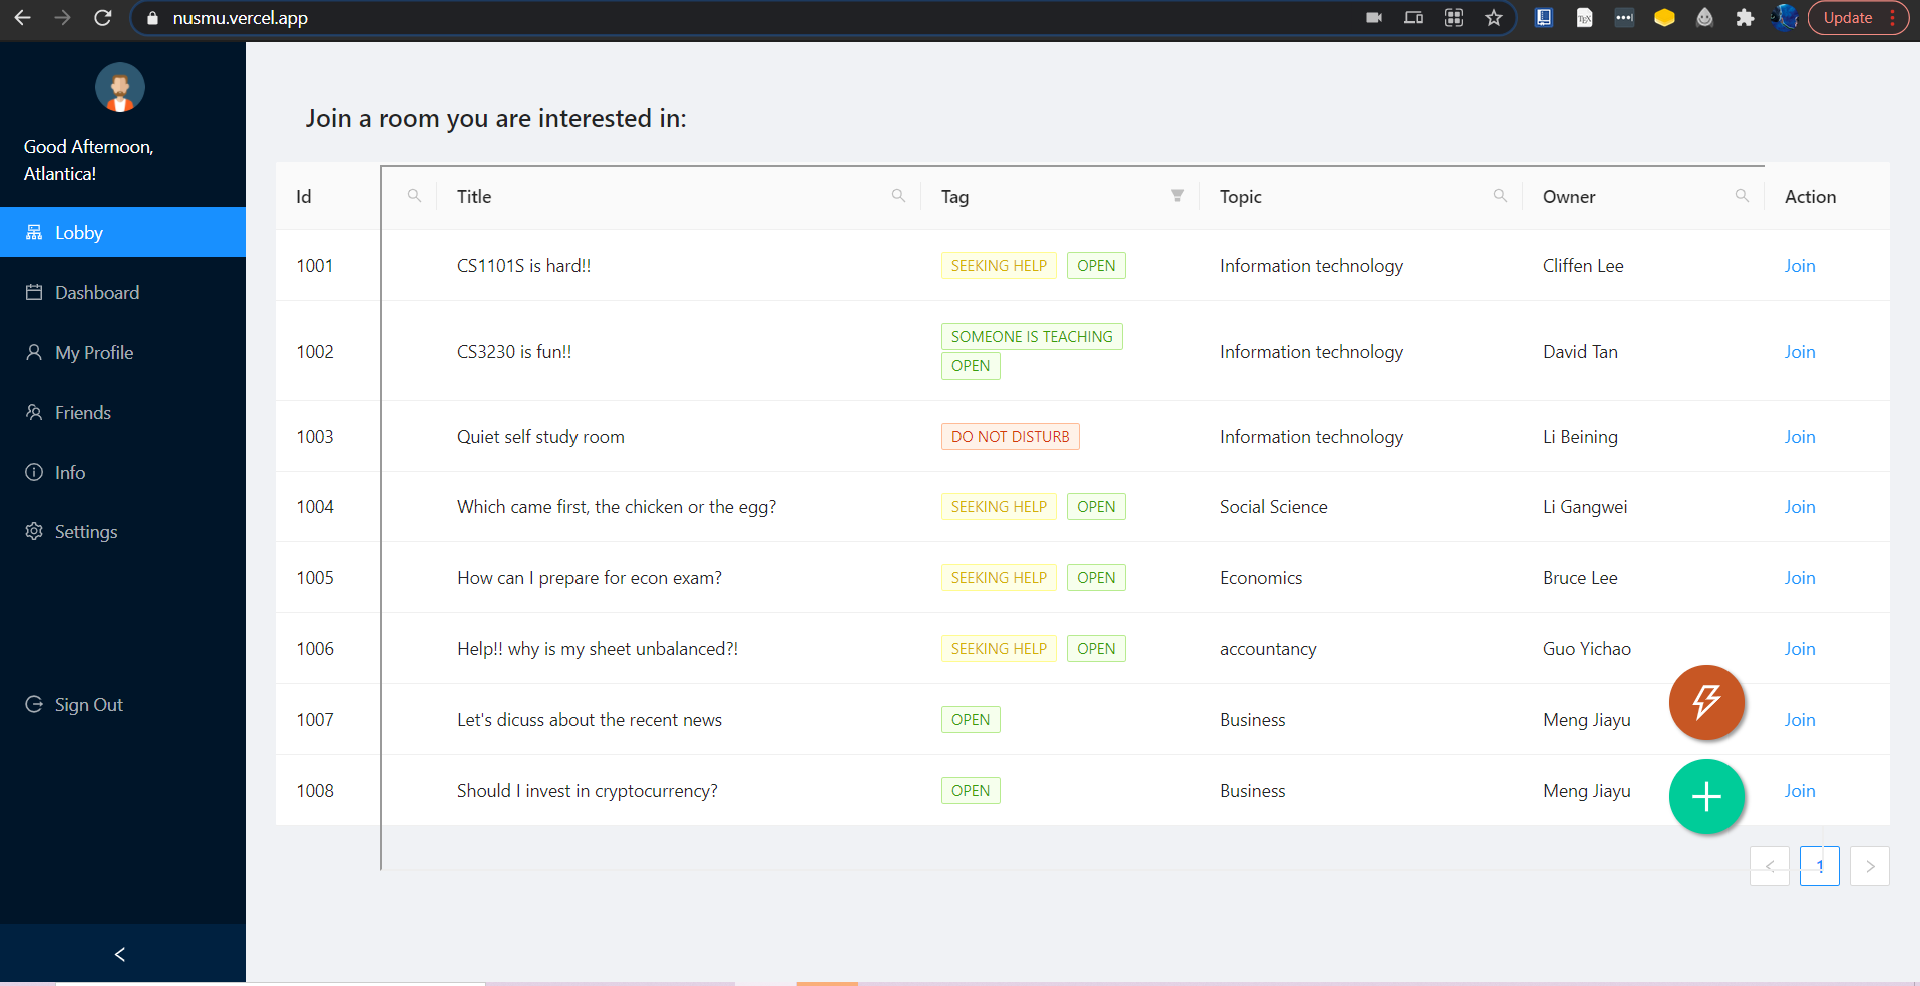 nusmu.vercel.app
Update
Good Afternoon,
Atlantica!
Lobby
Dashboard
My Profile
Friends
Info
Settings
Sign Out
Join a room you are interested in:
Id Title Tag Topic Owner Action
1001 CS1101S is hard!! SEEKING HELP OPEN Information technology Cliffen Lee Join
1002 CS3230 is fun!! SOMEONE IS TEACHING OPEN Information technology David Tan Join
1003 Quiet self study room DO NOT DISTURB Information technology Li Beining Join
1004 Which came first, the chicken or the egg? SEEKING HELP OPEN Social Science Li Gangwei Join
1005 How can I prepare for econ exam? SEEKING HELP OPEN Economics Bruce Lee Join
1006 Help!! why is my sheet unbalanced?! SEEKING HELP OPEN accountancy Guo Yichao Join
1007 Let's dicuss about the recent news OPEN Business Meng Jiayu Join
1008 Should I invest in cryptocurrency? OPEN Business Meng Jiayu Join
1